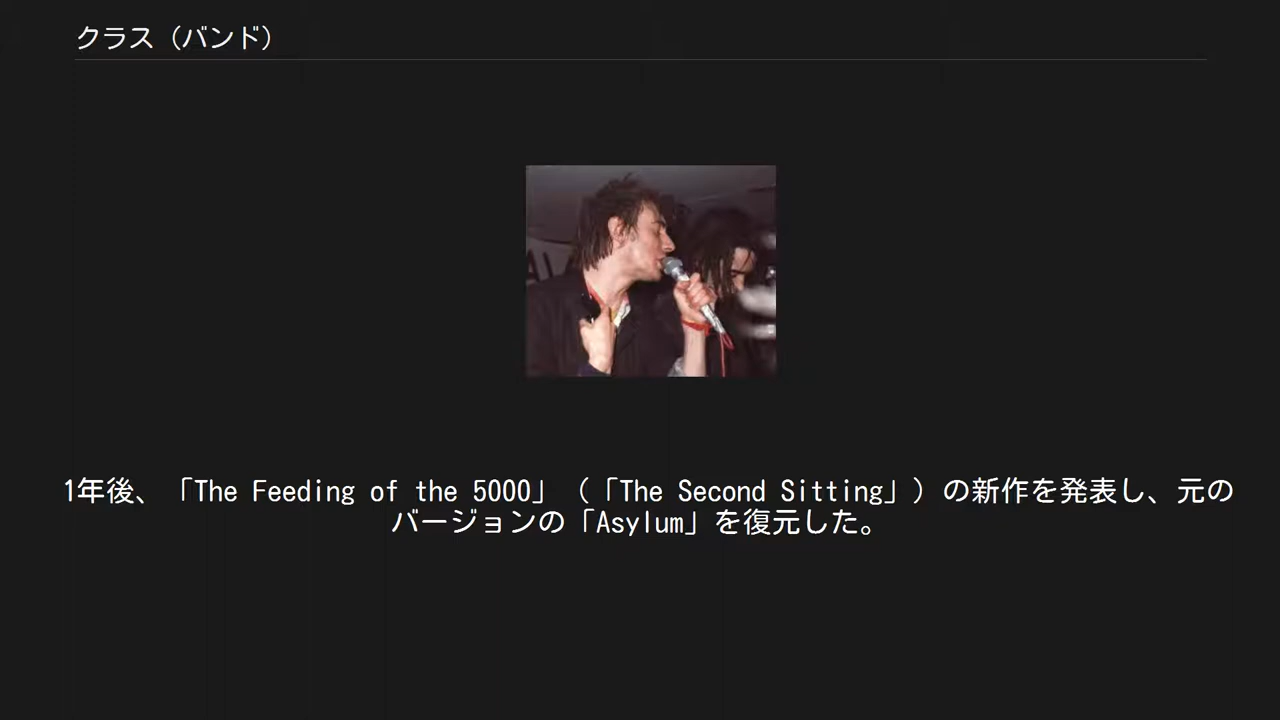 クラス（バンド）
AL
1年後、「The Feeding of the 5000」（「The Second Sitting」）の新作を発表し、元の
バージョンの「Asylum」を復元した。